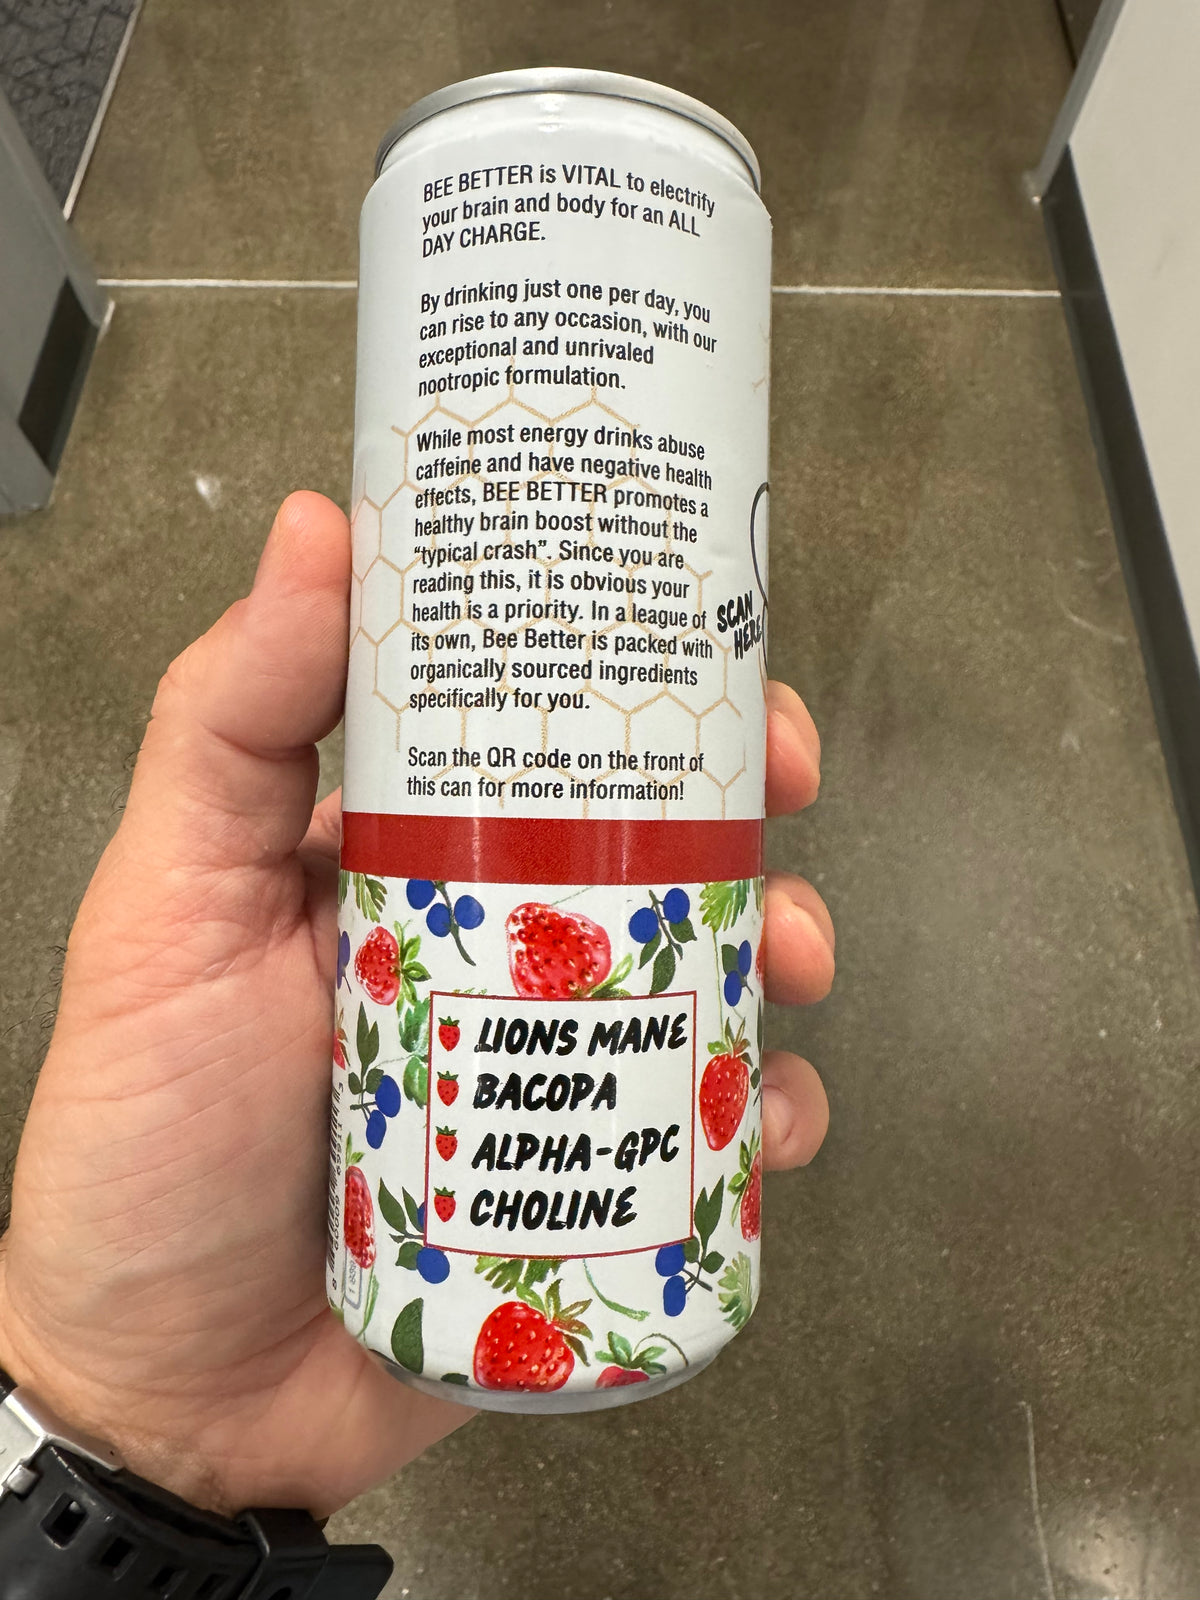 BEE BETTER is VITAL to electrify
your brain and body for an ALL
DAY CHARGE.
By drinking just one per day, you
can rise to any occasion, with our
exceptional and unrivaled
nootropic formulation.
While most energy drinks abuse
caffeine and have negative health
effects, BEE BETTER promotes a
healthy brain boost without the
“typical crash”. Since you are
reading this, it is obvious your
health is a priority. In a league of
its own, Bee Better is packed with
organically sourced ingredients
specifically for you.
Scan the QR code on the front of
this can for more information!
SCAN
HERE
LIONS MANE
BACOPA
ALPHA-GPC
CHOLINE